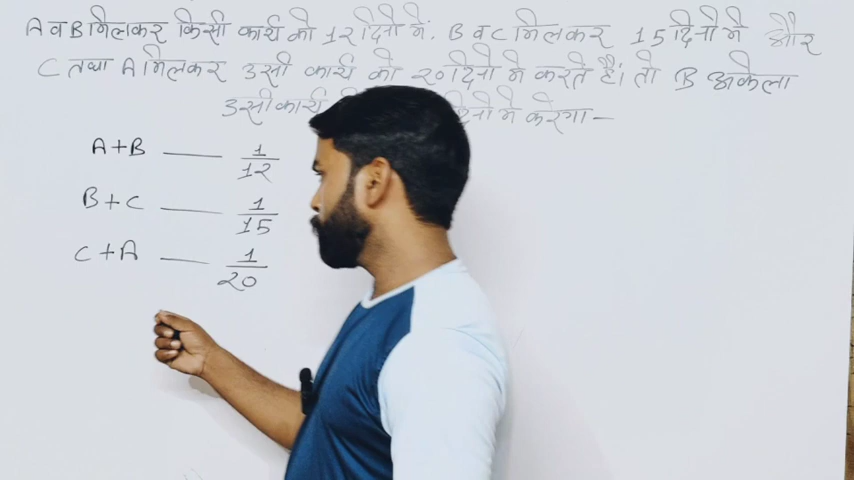 A व B मिलकर किसी कार्य को 12 दिनों में, B व C मिलकर 15 दिनों में और
C तथा A मिलकर उसी कार्य को 20 दिनों में करते हैं। तो B अकेला
उसी कार्य दिनों में करेगा —
A+B — 1/12
B+C — 1/15
C+A — 1/20